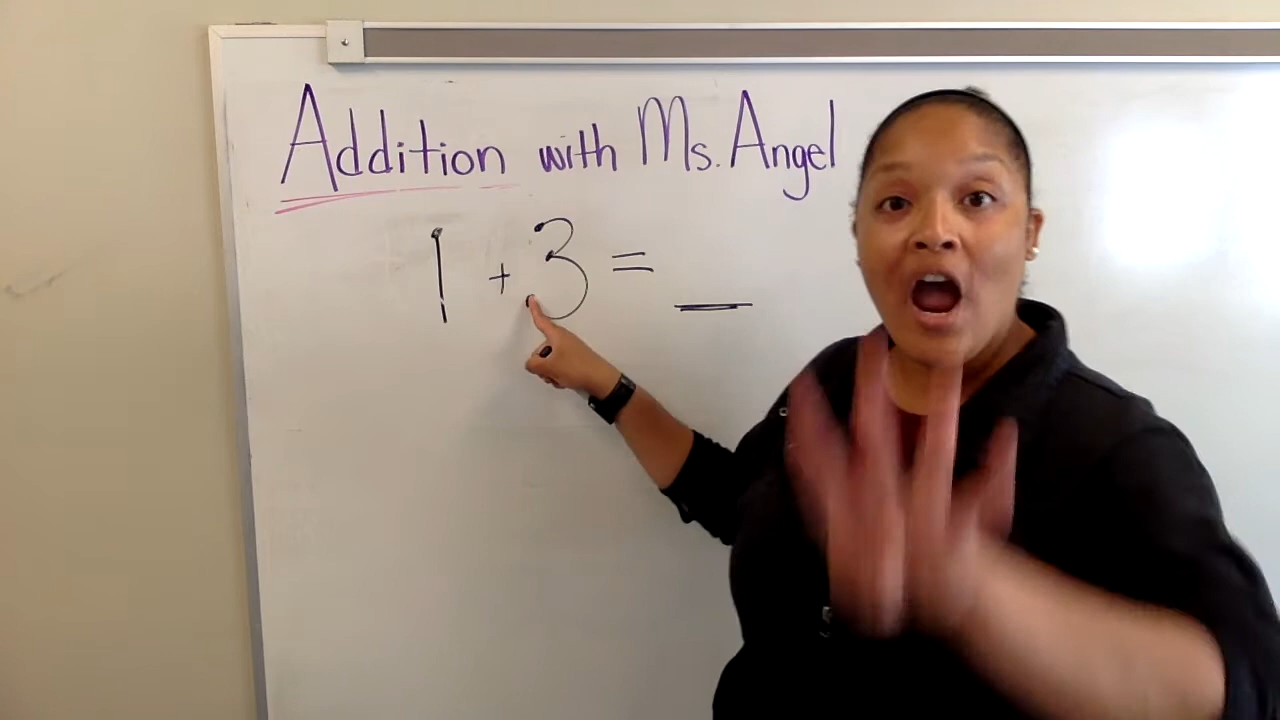 Addition with Ms. Angel
1 + 3 = __